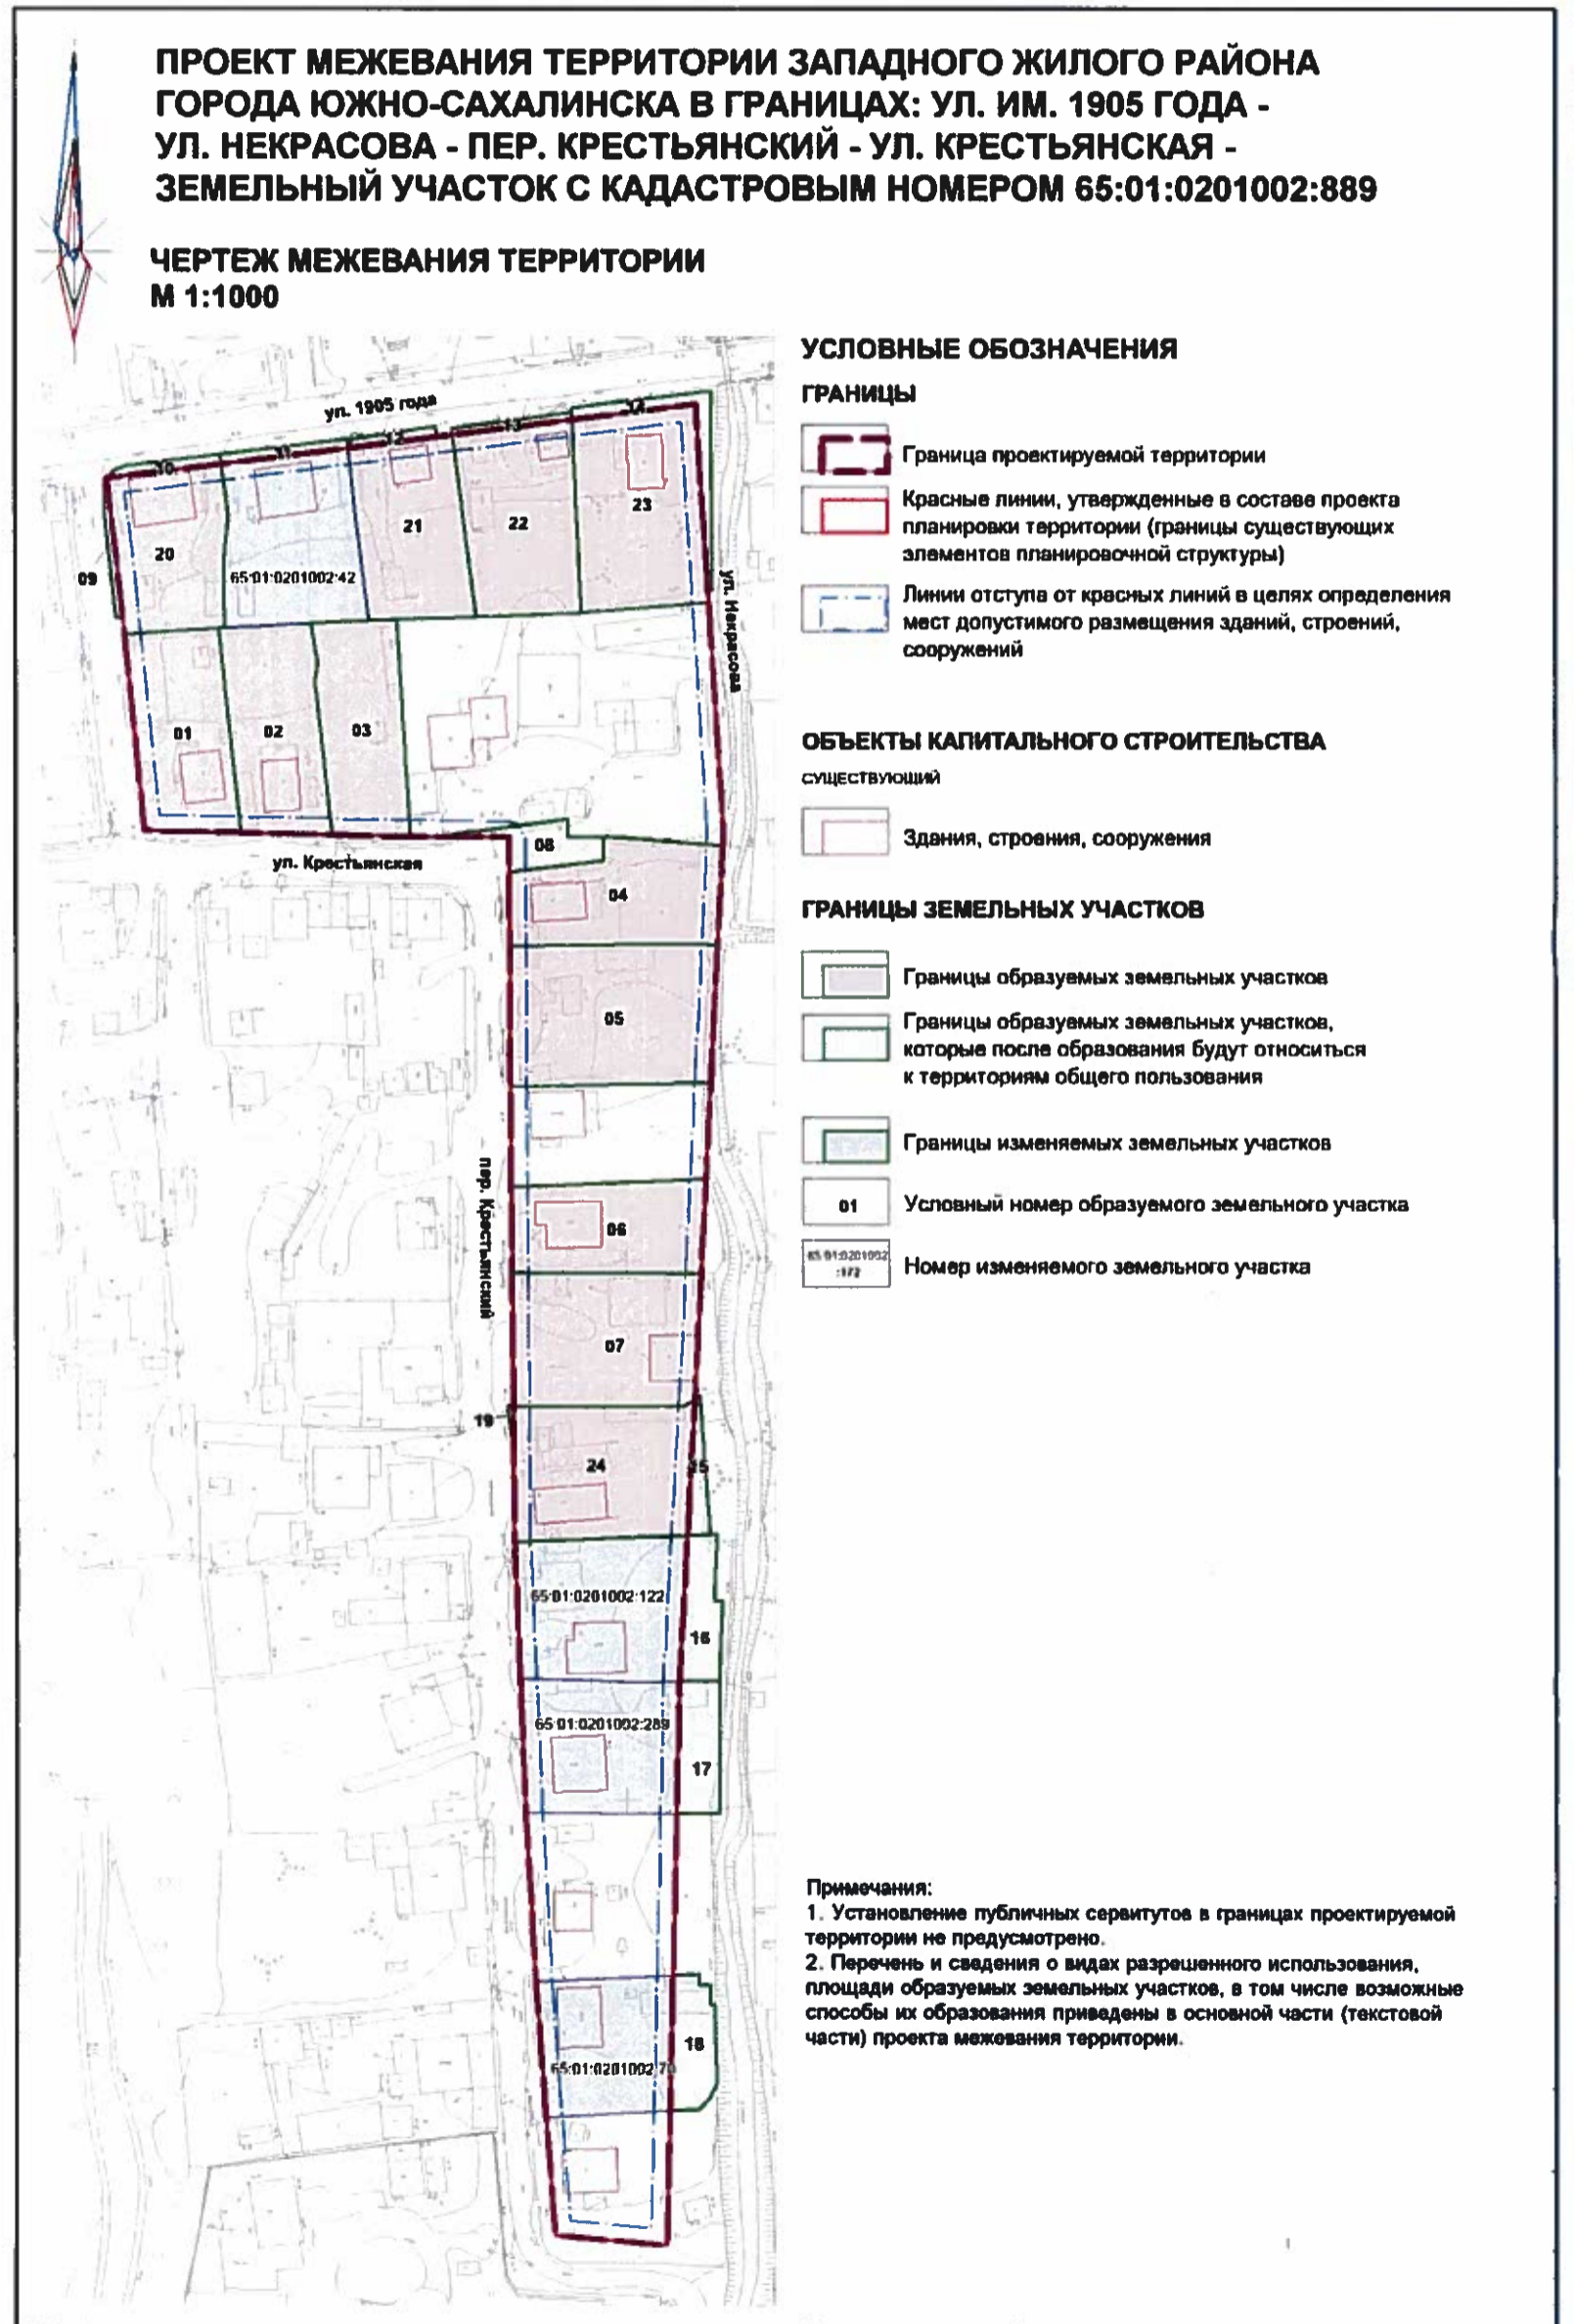 ПРОЕКТ МЕЖЕВАНИЯ ТЕРРИТОРИИ ЗАПАДНОГО ЖИЛОГО РАЙОНА
ГОРОДА ЮЖНО-САХАЛИНСКА В ГРАНИЦАХ: УЛ. ИМ. 1905 ГОДА -
УЛ. НЕКРАСОВА - ПЕР. КРЕСТЬЯНСКИЙ - УЛ. КРЕСТЬЯНСКАЯ -
ЗЕМЕЛЬНЫЙ УЧАСТОК С КАДАСТРОВЫМ НОМЕРОМ 65:01:0201002:889
ЧЕРТЕЖ МЕЖЕВАНИЯ ТЕРРИТОРИИ
М 1:1000
ул. 1905 года
10
11
12
13
14
20
65:01:0201002:42
21
22
23
09
ул. Некрасова
01
02
03
08
ул. Крестьянская
04
05
пер. Крестьянский
06
07
19
24
25
65:01:0201002:122
16
65:01:0201002:289
17
18
65:01:0201002:70
УСЛОВНЫЕ ОБОЗНАЧЕНИЯ
ГРАНИЦЫ
Граница проектируемой территории
Красные линии, утвержденные в составе проекта
планировки территории (границы существующих
элементов планировочной структуры)
Линии отступа от красных линий в целях определения
мест допустимого размещения зданий, строений,
сооружений
ОБЪЕКТЫ КАПИТАЛЬНОГО СТРОИТЕЛЬСТВА
СУЩЕСТВУЮЩИЙ
Здания, строения, сооружения
ГРАНИЦЫ ЗЕМЕЛЬНЫХ УЧАСТКОВ
Границы образуемых земельных участков
Границы образуемых земельных участков,
которые после образования будут относиться
к территориям общего пользования
Границы изменяемых земельных участков
01
Условный номер образуемого земельного участка
65:01:0201002
:172
Номер изменяемого земельного участка
Примечания:
1. Установление публичных сервитутов в границах проектируемой
территории не предусмотрено.
2. Перечень и сведения о видах разрешенного использования,
площади образуемых земельных участков, в том числе возможные
способы их образования приведены в основной части (текстовой
части) проекта межевания территории.